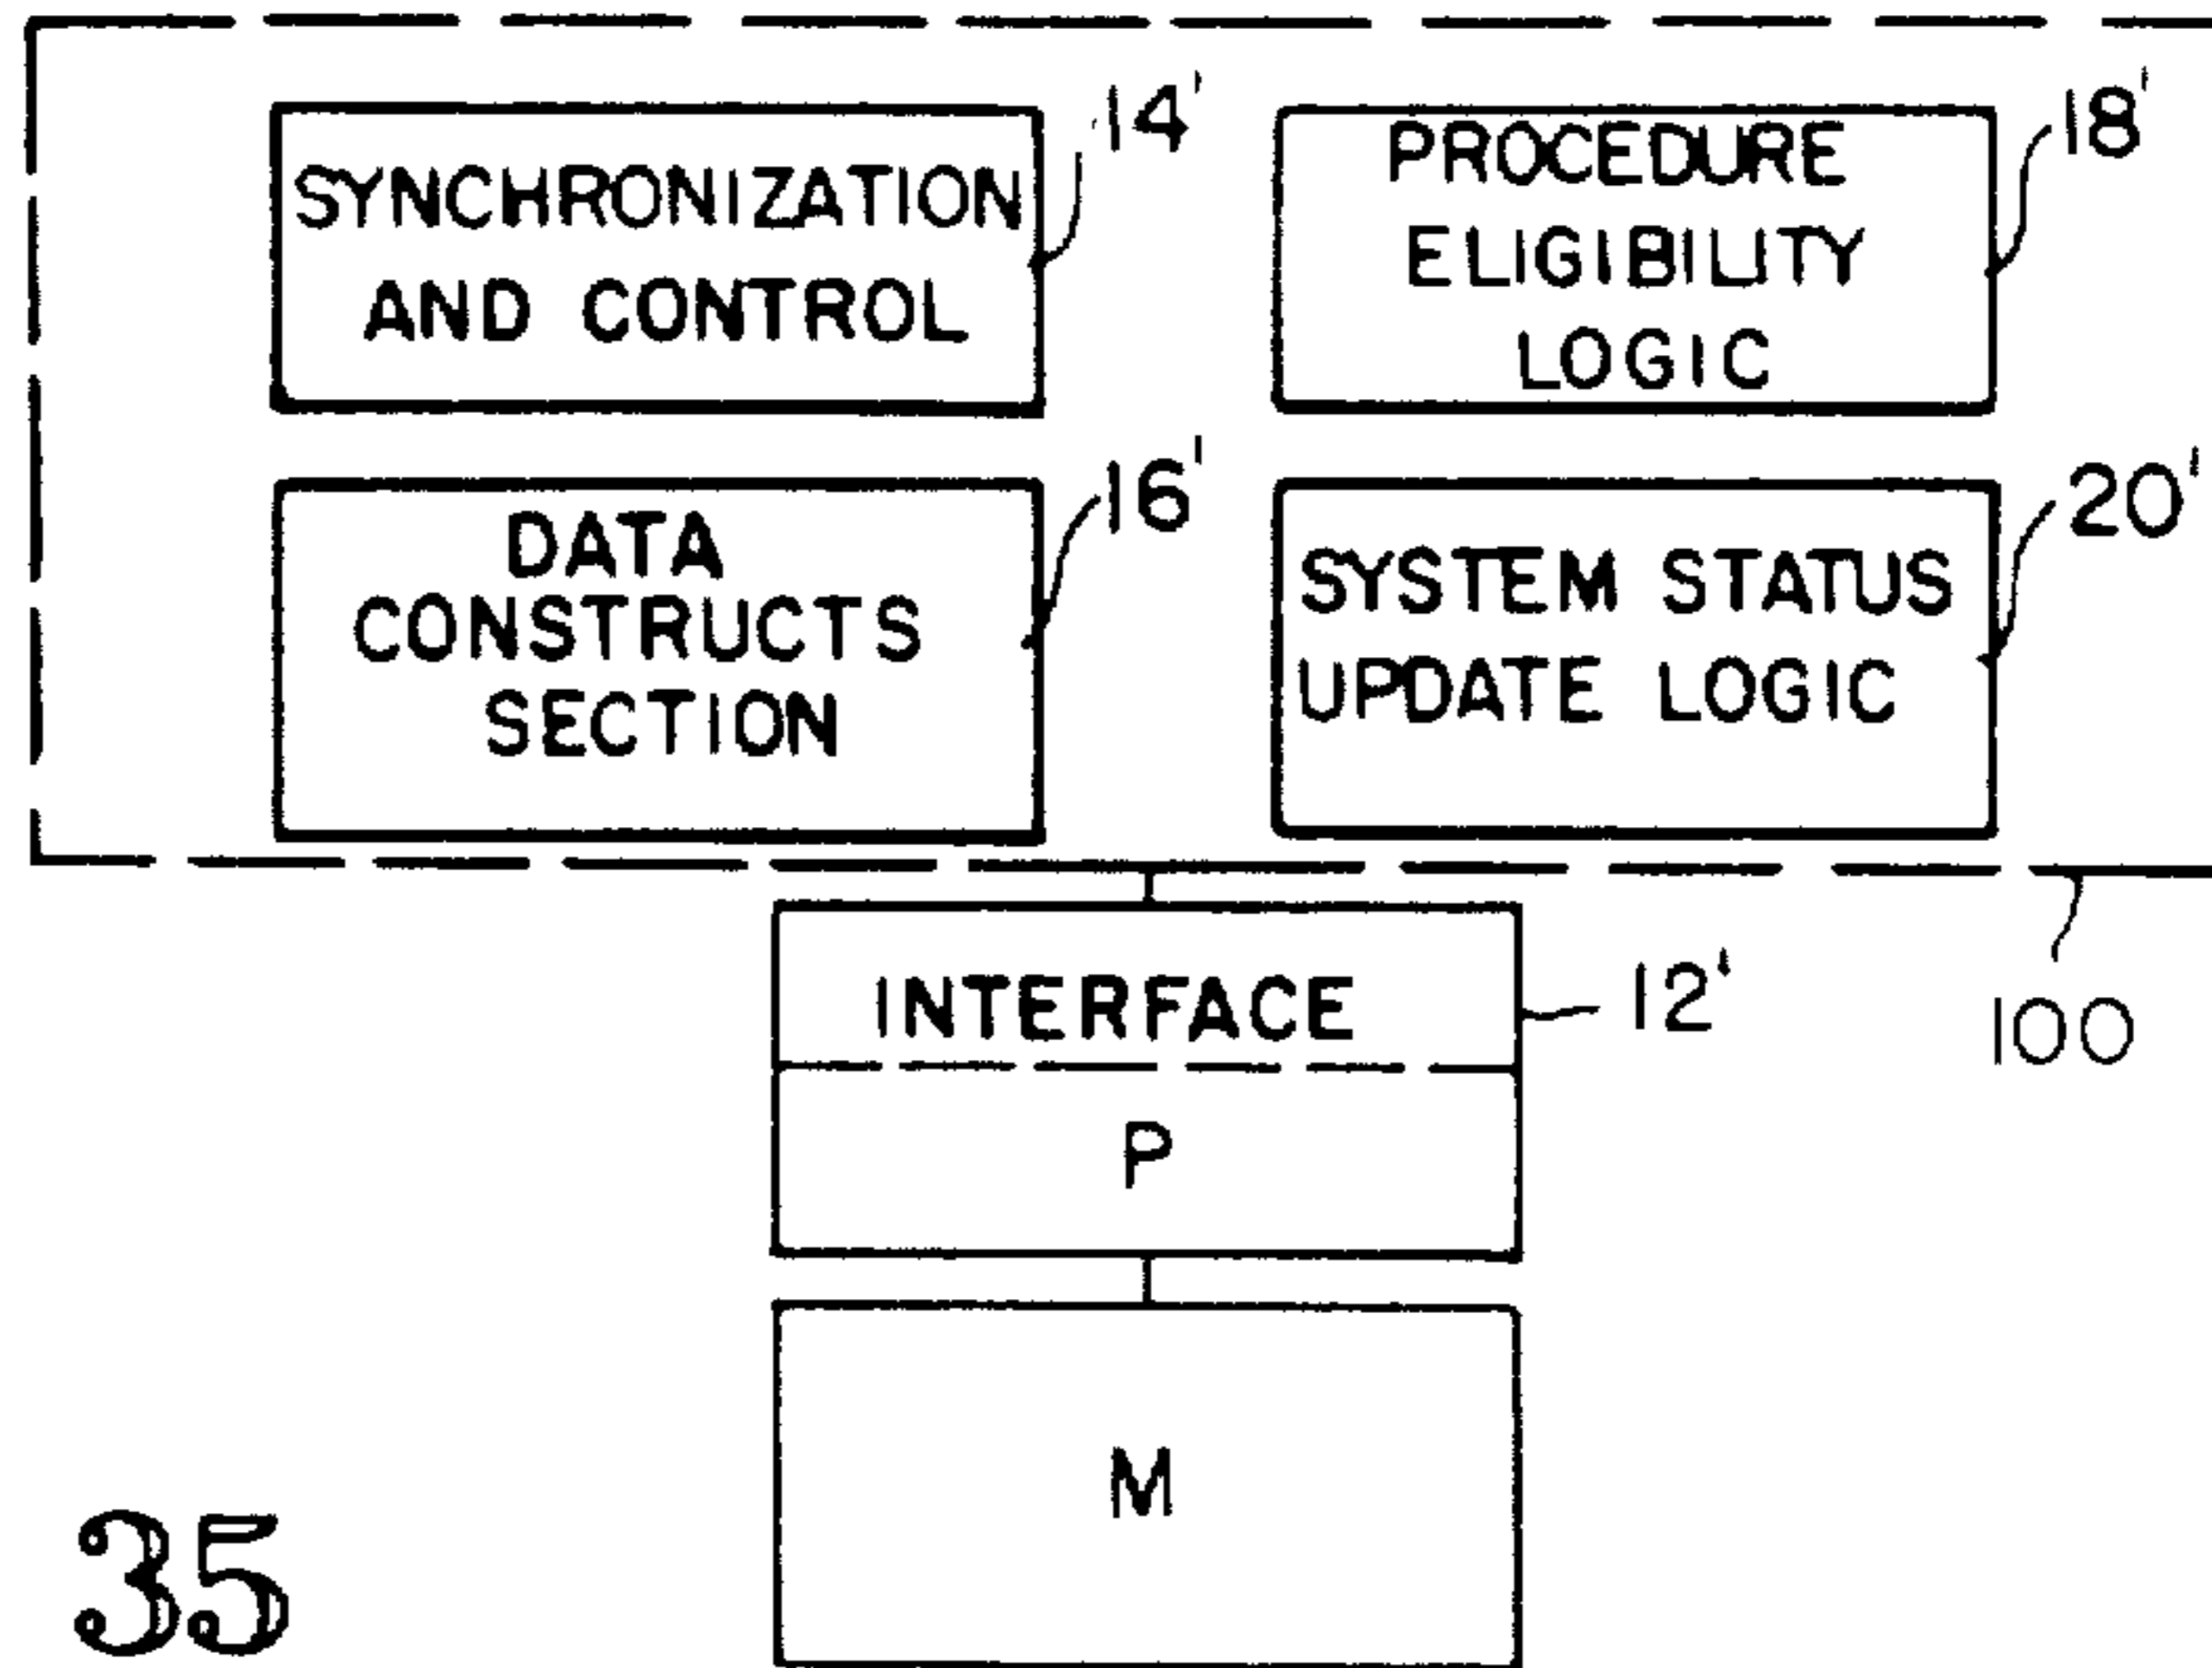 14'
SYNCHRONIZATION
AND CONTROL
18'
PROCEDURE
ELIGIBILITY
LOGIC
16'
DATA
CONSTRUCTS
SECTION
20'
SYSTEM STATUS
UPDATE LOGIC
INTERFACE
12'
100
P
M
35